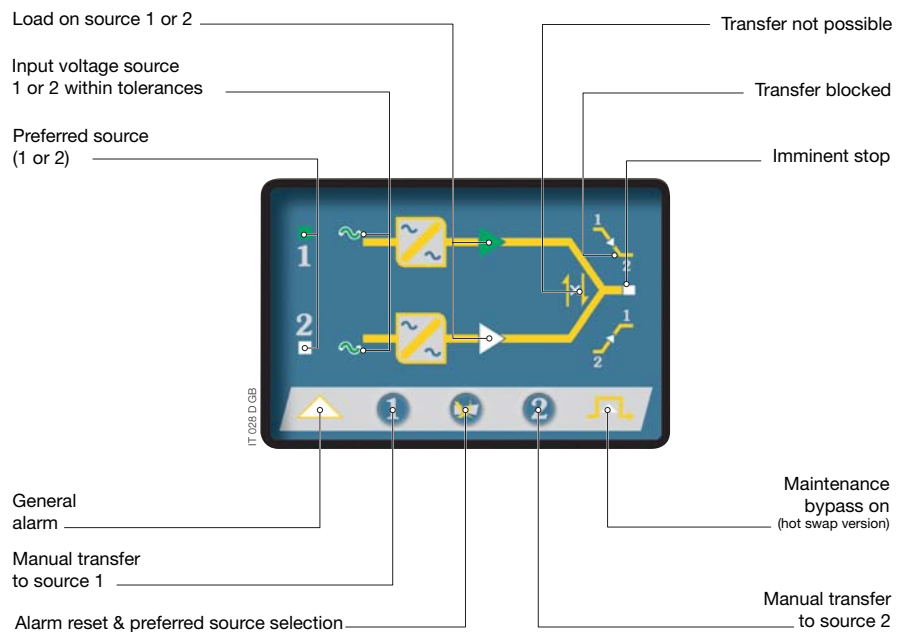 Load on source 1 or 2
Input voltage source
1 or 2 within tolerances
Preferred source
(1 or 2)
Transfer not possible
Transfer blocked
Imminent stop
1
2
1
2
1
2
IT 028 D GB
1
2
General
alarm
Manual transfer
to source 1
Alarm reset & preferred source selection
Maintenance
bypass on
(hot swap version)
Manual transfer
to source 2